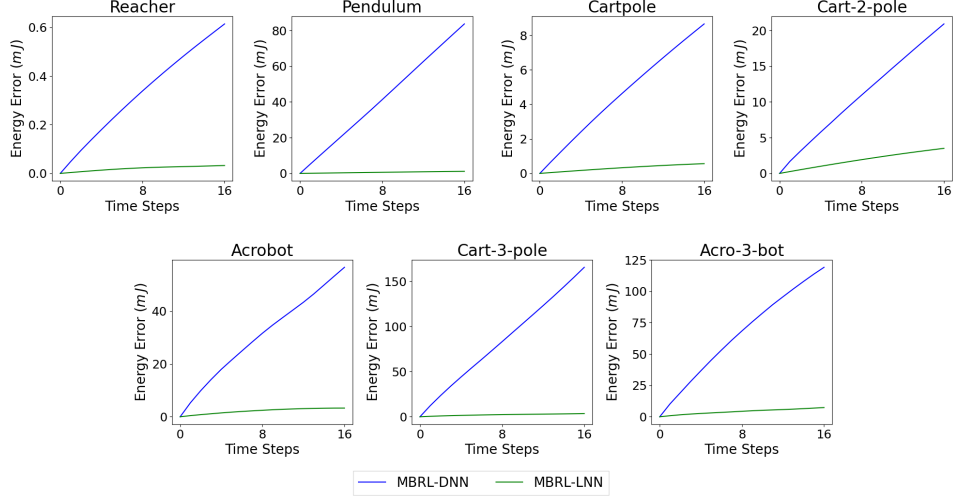 Reacher
Energy Error (mJ)
0.6
0.4
0.2
0.0
0 8 16
Time Steps
Pendulum
Energy Error (mJ)
80
60
40
20
0
0 8 16
Time Steps
Cartpole
Energy Error (mJ)
8
6
4
2
0
0 8 16
Time Steps
Cart-2-pole
Energy Error (mJ)
20
15
10
5
0
0 8 16
Time Steps
Acrobot
Energy Error (mJ)
40
20
0
0 8 16
Time Steps
Cart-3-pole
Energy Error (mJ)
150
100
50
0
0 8 16
Time Steps
Acro-3-bot
Energy Error (mJ)
125
100
75
50
25
0
0 8 16
Time Steps
MBRL-DNN MBRL-LNN